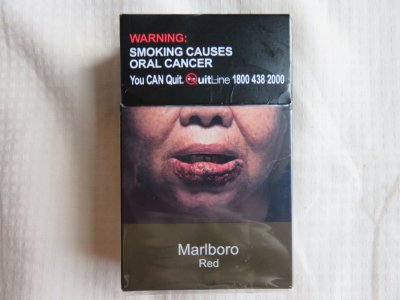 WARNING:
SMOKING CAUSES
ORAL CANCER
You CAN Quit. QuitLine 1800 438 2000
Marlboro
Red